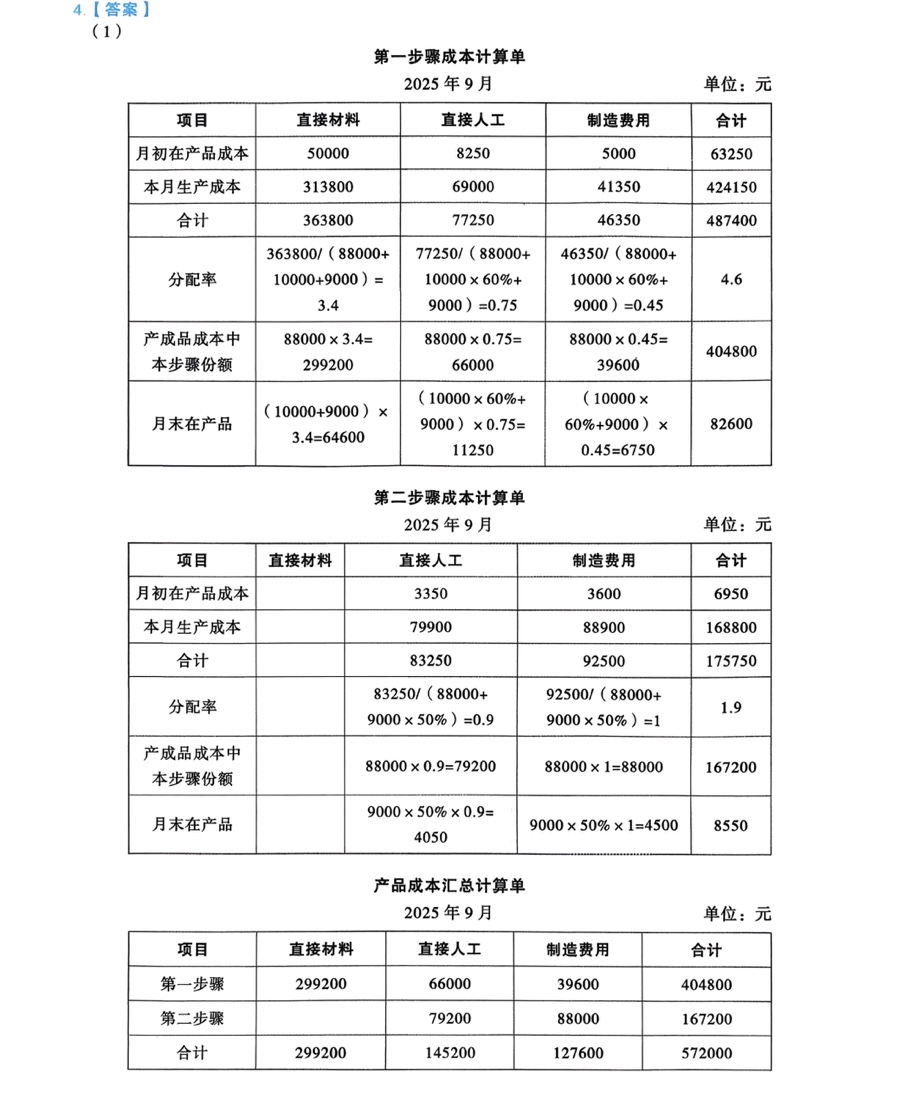 4.【答案】
（1）
第一步骤成本计算单
2025 年 9 月 单位：元
项目 直接材料 直接人工 制造费用 合计
月初在产品成本 50000 8250 5000 63250
本月生产成本 313800 69000 41350 424150
合计 363800 77250 46350 487400
分配率 363800/（88000+10000+9000）=3.4 77250/（88000+10000×60%+9000）=0.75 46350/（88000+10000×60%+9000）=0.45 4.6
产成品成本中本步骤份额 88000×3.4=299200 88000×0.75=66000 88000×0.45=39600 404800
月末在产品 （10000+9000）×3.4=64600 （10000×60%+9000）×0.75=11250 （10000×60%+9000）×0.45=6750 82600
第二步骤成本计算单
2025 年 9 月 单位：元
项目 直接材料 直接人工 制造费用 合计
月初在产品成本 3350 3600 6950
本月生产成本 79900 88900 168800
合计 83250 92500 175750
分配率 83250/（88000+9000×50%）=0.9 92500/（88000+9000×50%）=1 1.9
产成品成本中本步骤份额 88000×0.9=79200 88000×1=88000 167200
月末在产品 9000×50%×0.9=4050 9000×50%×1=4500 8550
产品成本汇总计算单
2025 年 9 月 单位：元
项目 直接材料 直接人工 制造费用 合计
第一步骤 299200 66000 39600 404800
第二步骤 79200 88000 167200
合计 299200 145200 127600 572000